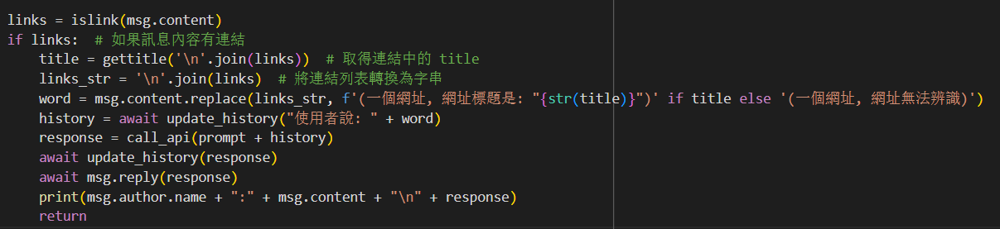 links = islink(msg.content)
if links:  # 如果訊息內容有連結
    title = gettitle('\n'.join(links))  # 取得連結中的 title
    links_str = '\n'.join(links)  # 將連結列表轉換為字串
    word = msg.content.replace(links_str, f'(一個網址, 網址標題是: "{str(title)}")' if title else '(一個網址, 網址無法辨識)')
    history = await update_history("使用者說: " + word)
    response = call_api(prompt + history)
    await update_history(response)
    await msg.reply(response)
    print(msg.author.name + ":" + msg.content + "\n" + response)
    return